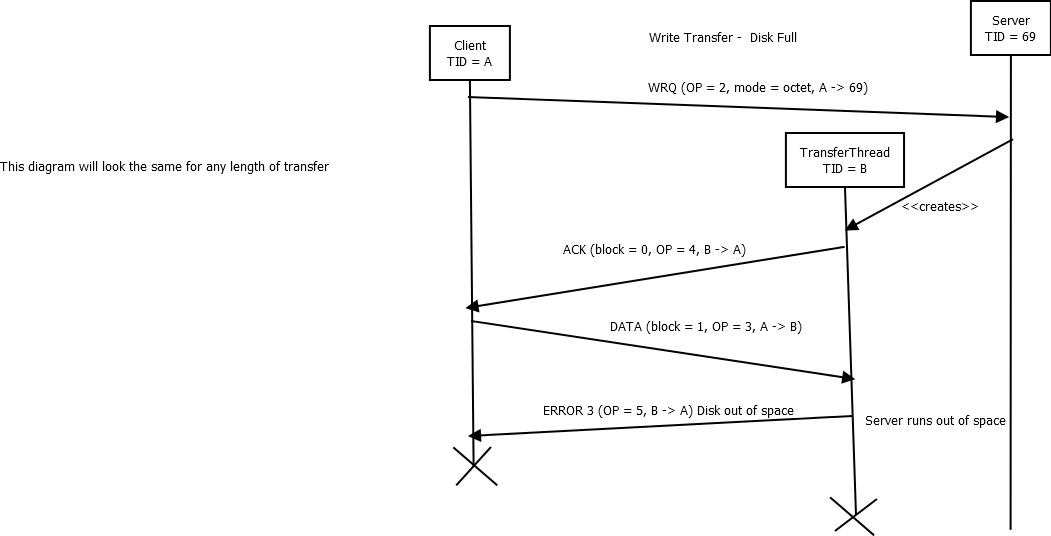 Server
TID = 69
Write Transfer -  Disk Full
Client
TID = A
WRQ (OP = 2, mode = octet, A -> 69)
TransferThread
TID = B
This diagram will look the same for any length of transfer
<<creates>>
ACK (block = 0, OP = 4, B -> A)
DATA (block = 1, OP = 3, A -> B)
ERROR 3 (OP = 5, B -> A) Disk out of space
Server runs out of space